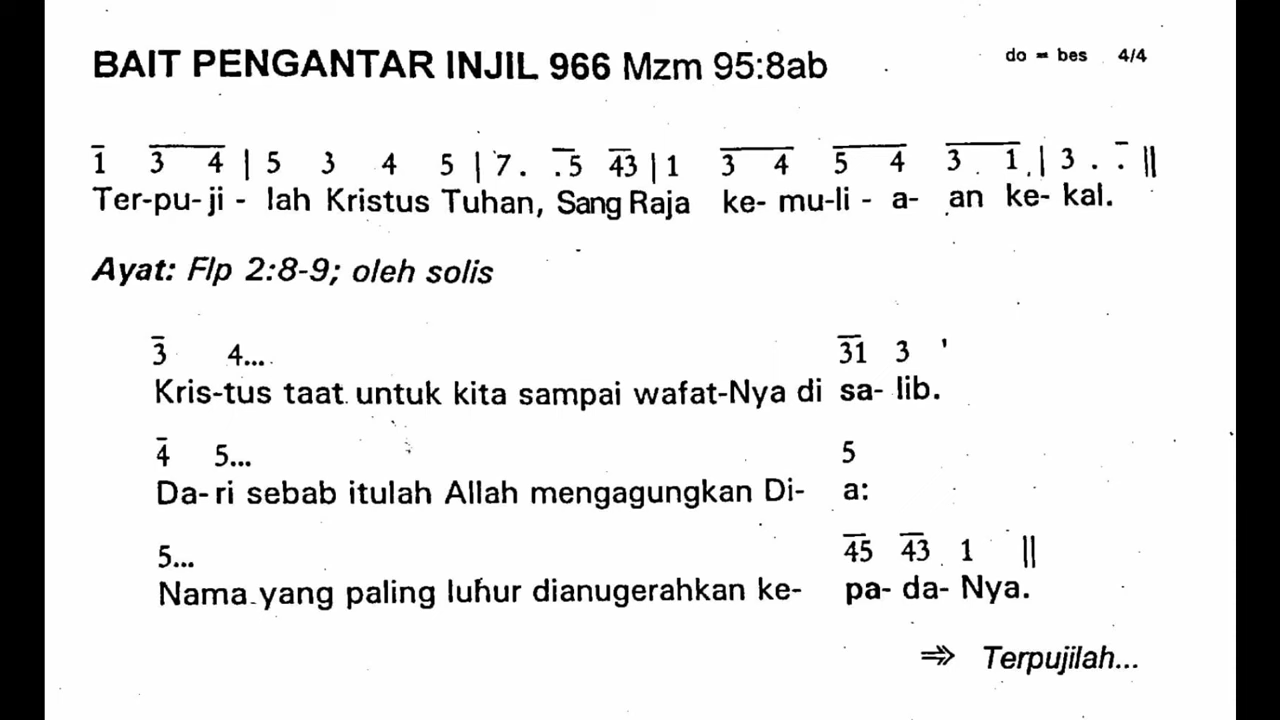 BAIT PENGANTAR INJIL 966 Mzm 95:8ab
do = bes 4/4
1 3 4 | 5 3 4 5 | 7 . . 5 43 | 1 3 4 5 4 3 1 | 3 . . ||
Ter-pu-ji - lah Kristus Tuhan, Sang Raja ke- mu-li - a- an ke- kal.
Ayat: Flp 2:8-9; oleh solis
3 4... 31 3 '
Kris-tus taat untuk kita sampai wafat-Nya di sa- lib.
4 5... 5
Da-ri sebab itulah Allah mengagungkan Di- a:
5... 45 43 1 ||
Nama yang paling luhur dianugerahkan ke- pa- da- Nya.
⇒ Terpujilah...